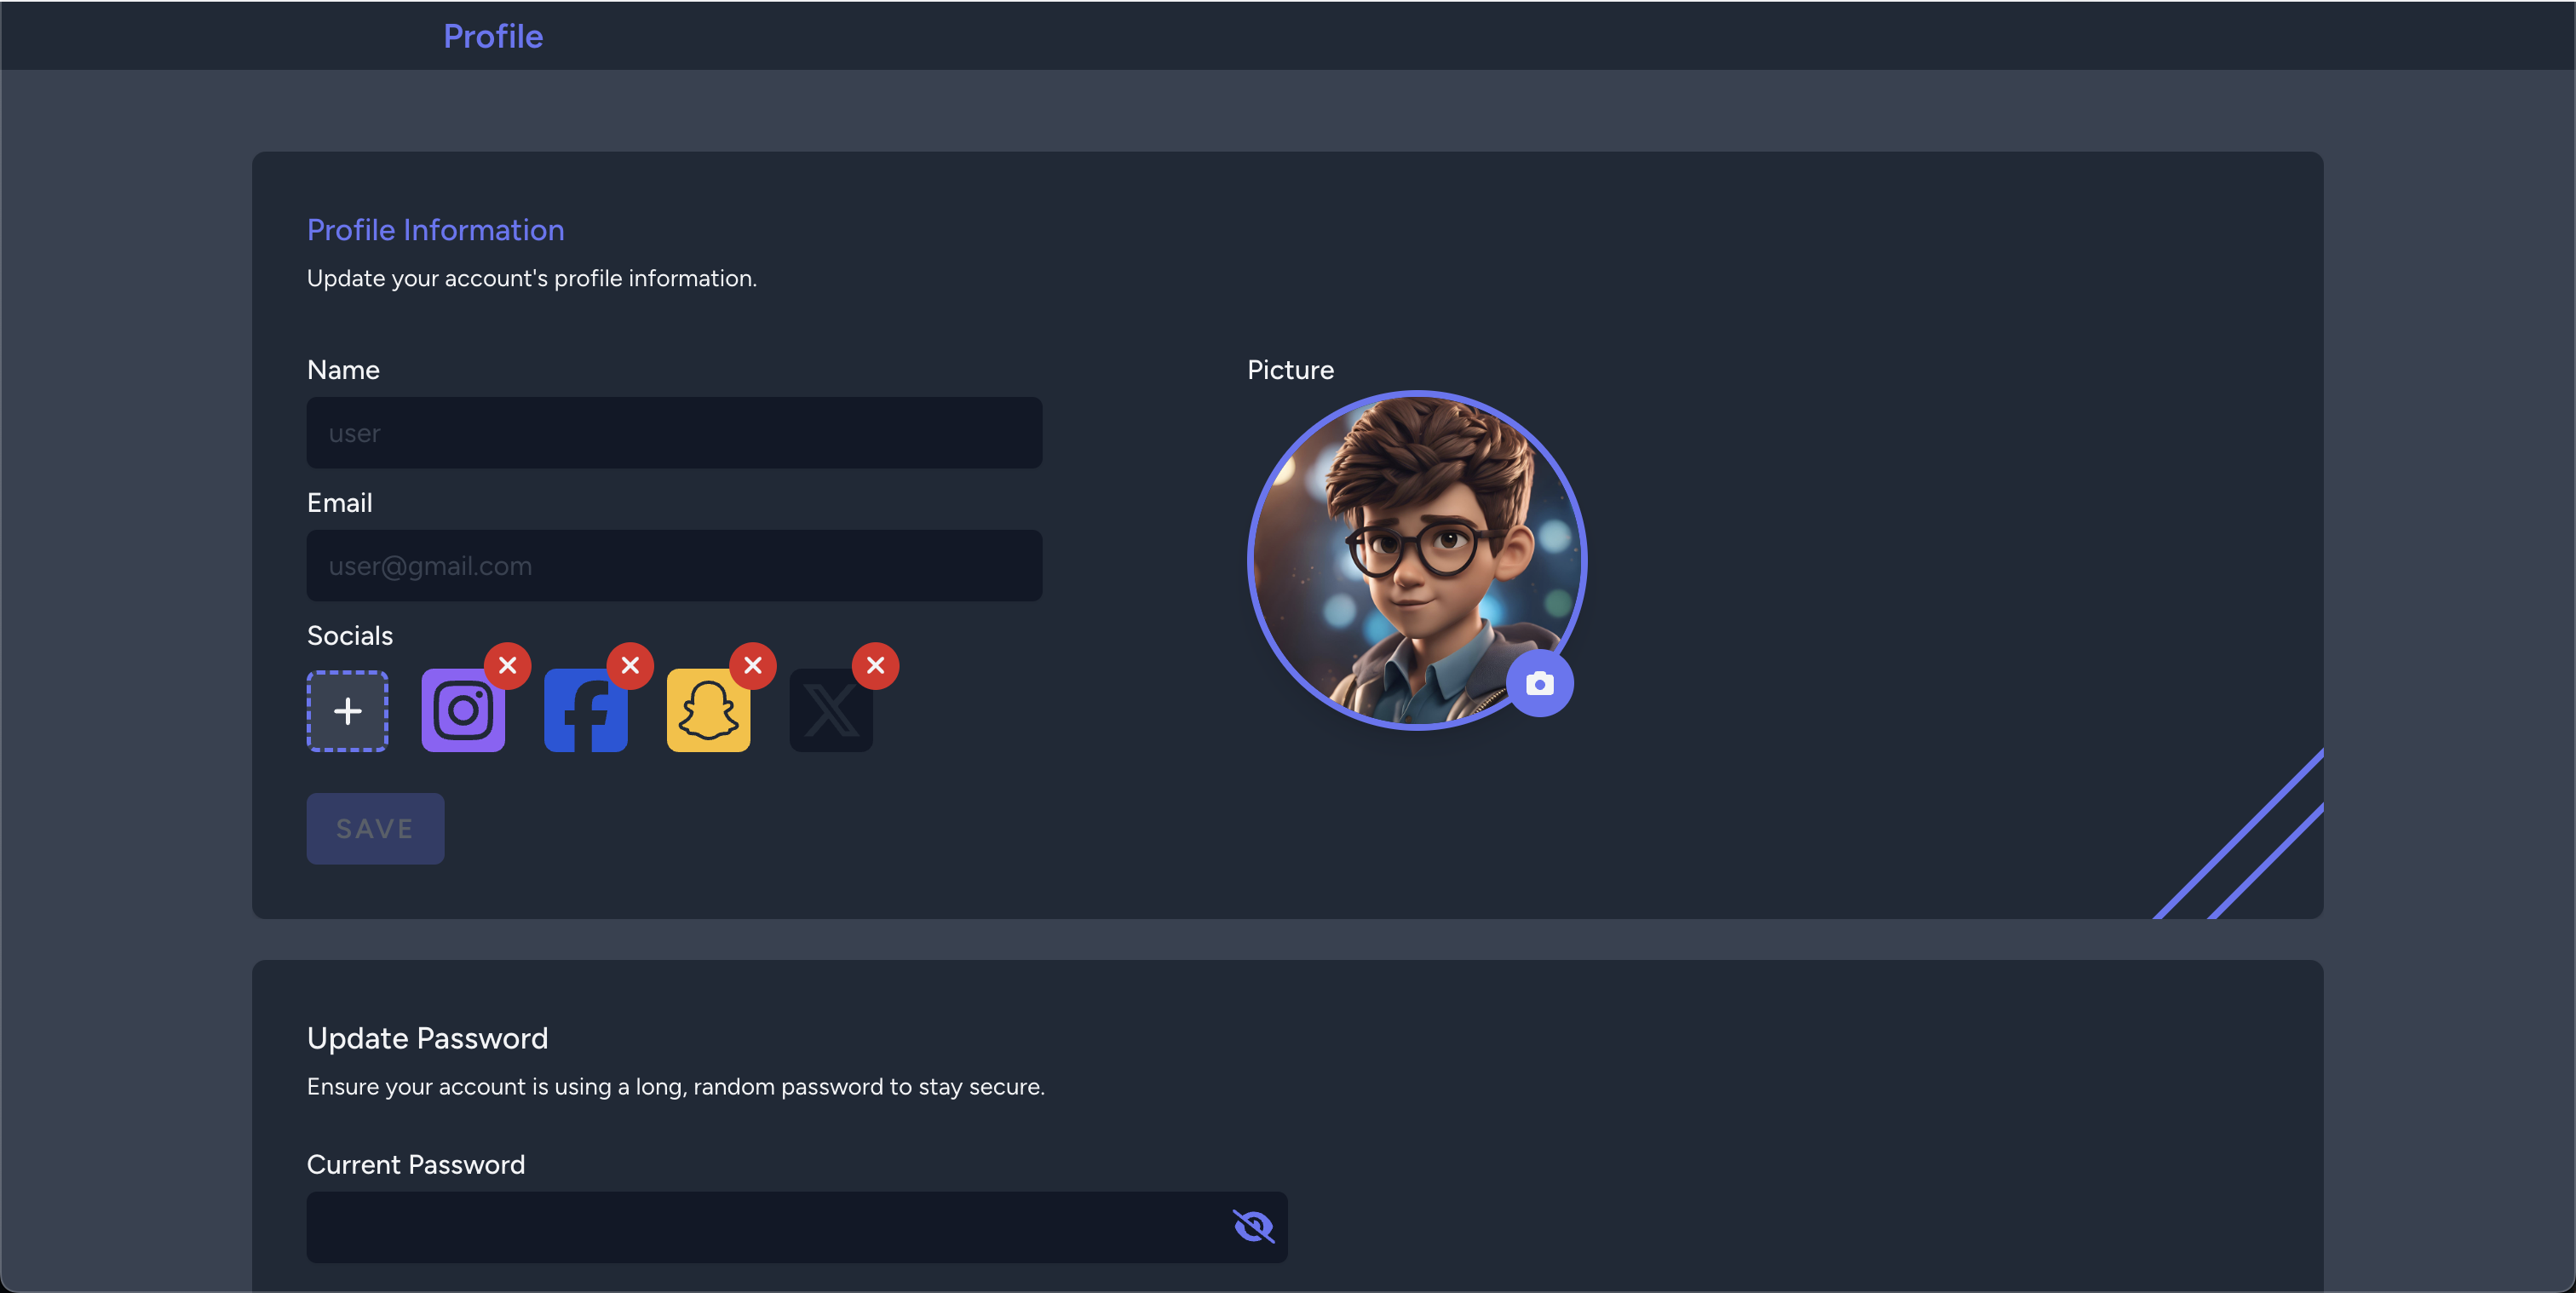 Profile
Profile Information
Update your account's profile information.
Name
user
Email
user@gmail.com
Socials
Picture
SAVE
Update Password
Ensure your account is using a long, random password to stay secure.
Current Password